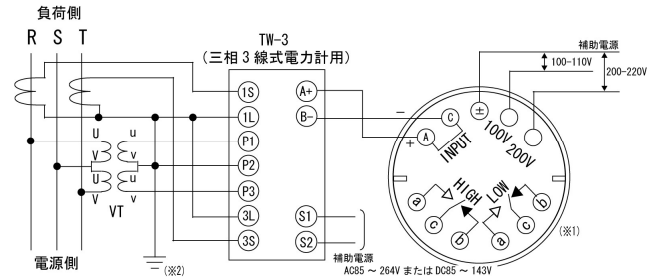 負荷側
R S T
TW-3
(三相3線式電力計用)
補助電源
100-110V
200-220V
1S
1L
P1
P2
P3
3L
3S
A+
B-
S1
S2
U u
V v
U u
V v
VT
電源側
(※2)
補助電源
AC85 ~ 264V または DC85 ~ 143V
− C ±
+ A
INPUT
100V 200V
HIGH LOW
a c b a c b
(※1)